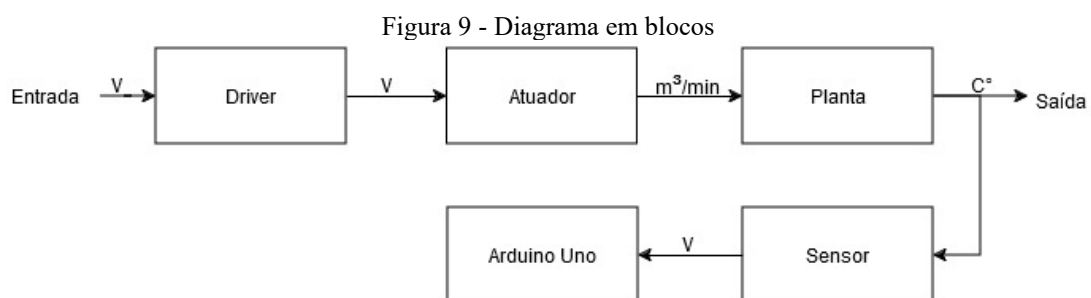 Figura 9 - Diagrama em blocos
Entrada V Driver V Atuador m³/min Planta C° Saída
Arduino Uno V Sensor